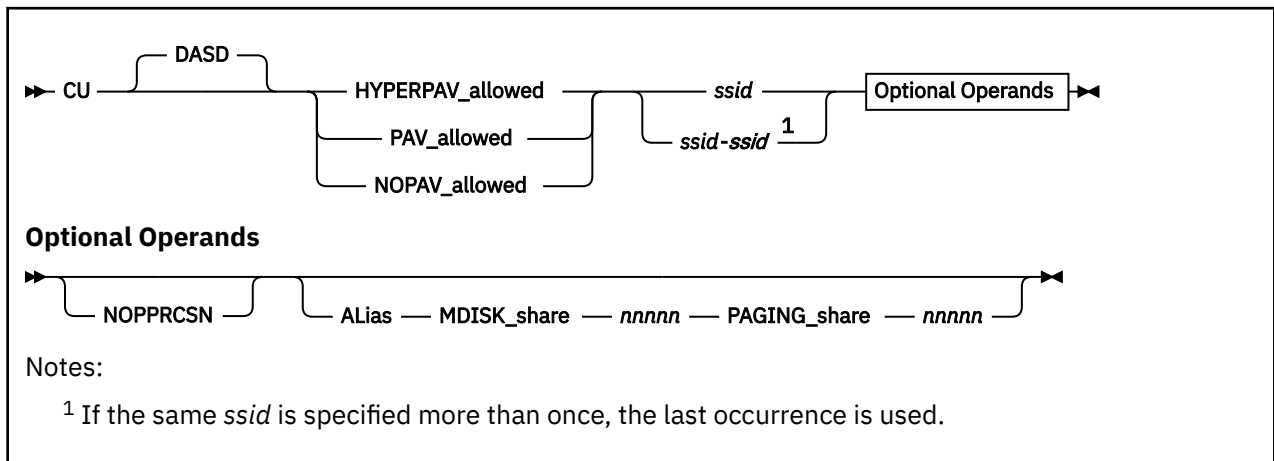 DASD
CU HYPERPAV_allowed ssid Optional Operands
PAV_allowed ssid-ssid 1
NOPAV_allowed
Optional Operands
NOPPRCSN ALias MDISK_share nnnnn PAGING_share nnnnn
Notes:
1 If the same ssid is specified more than once, the last occurrence is used.